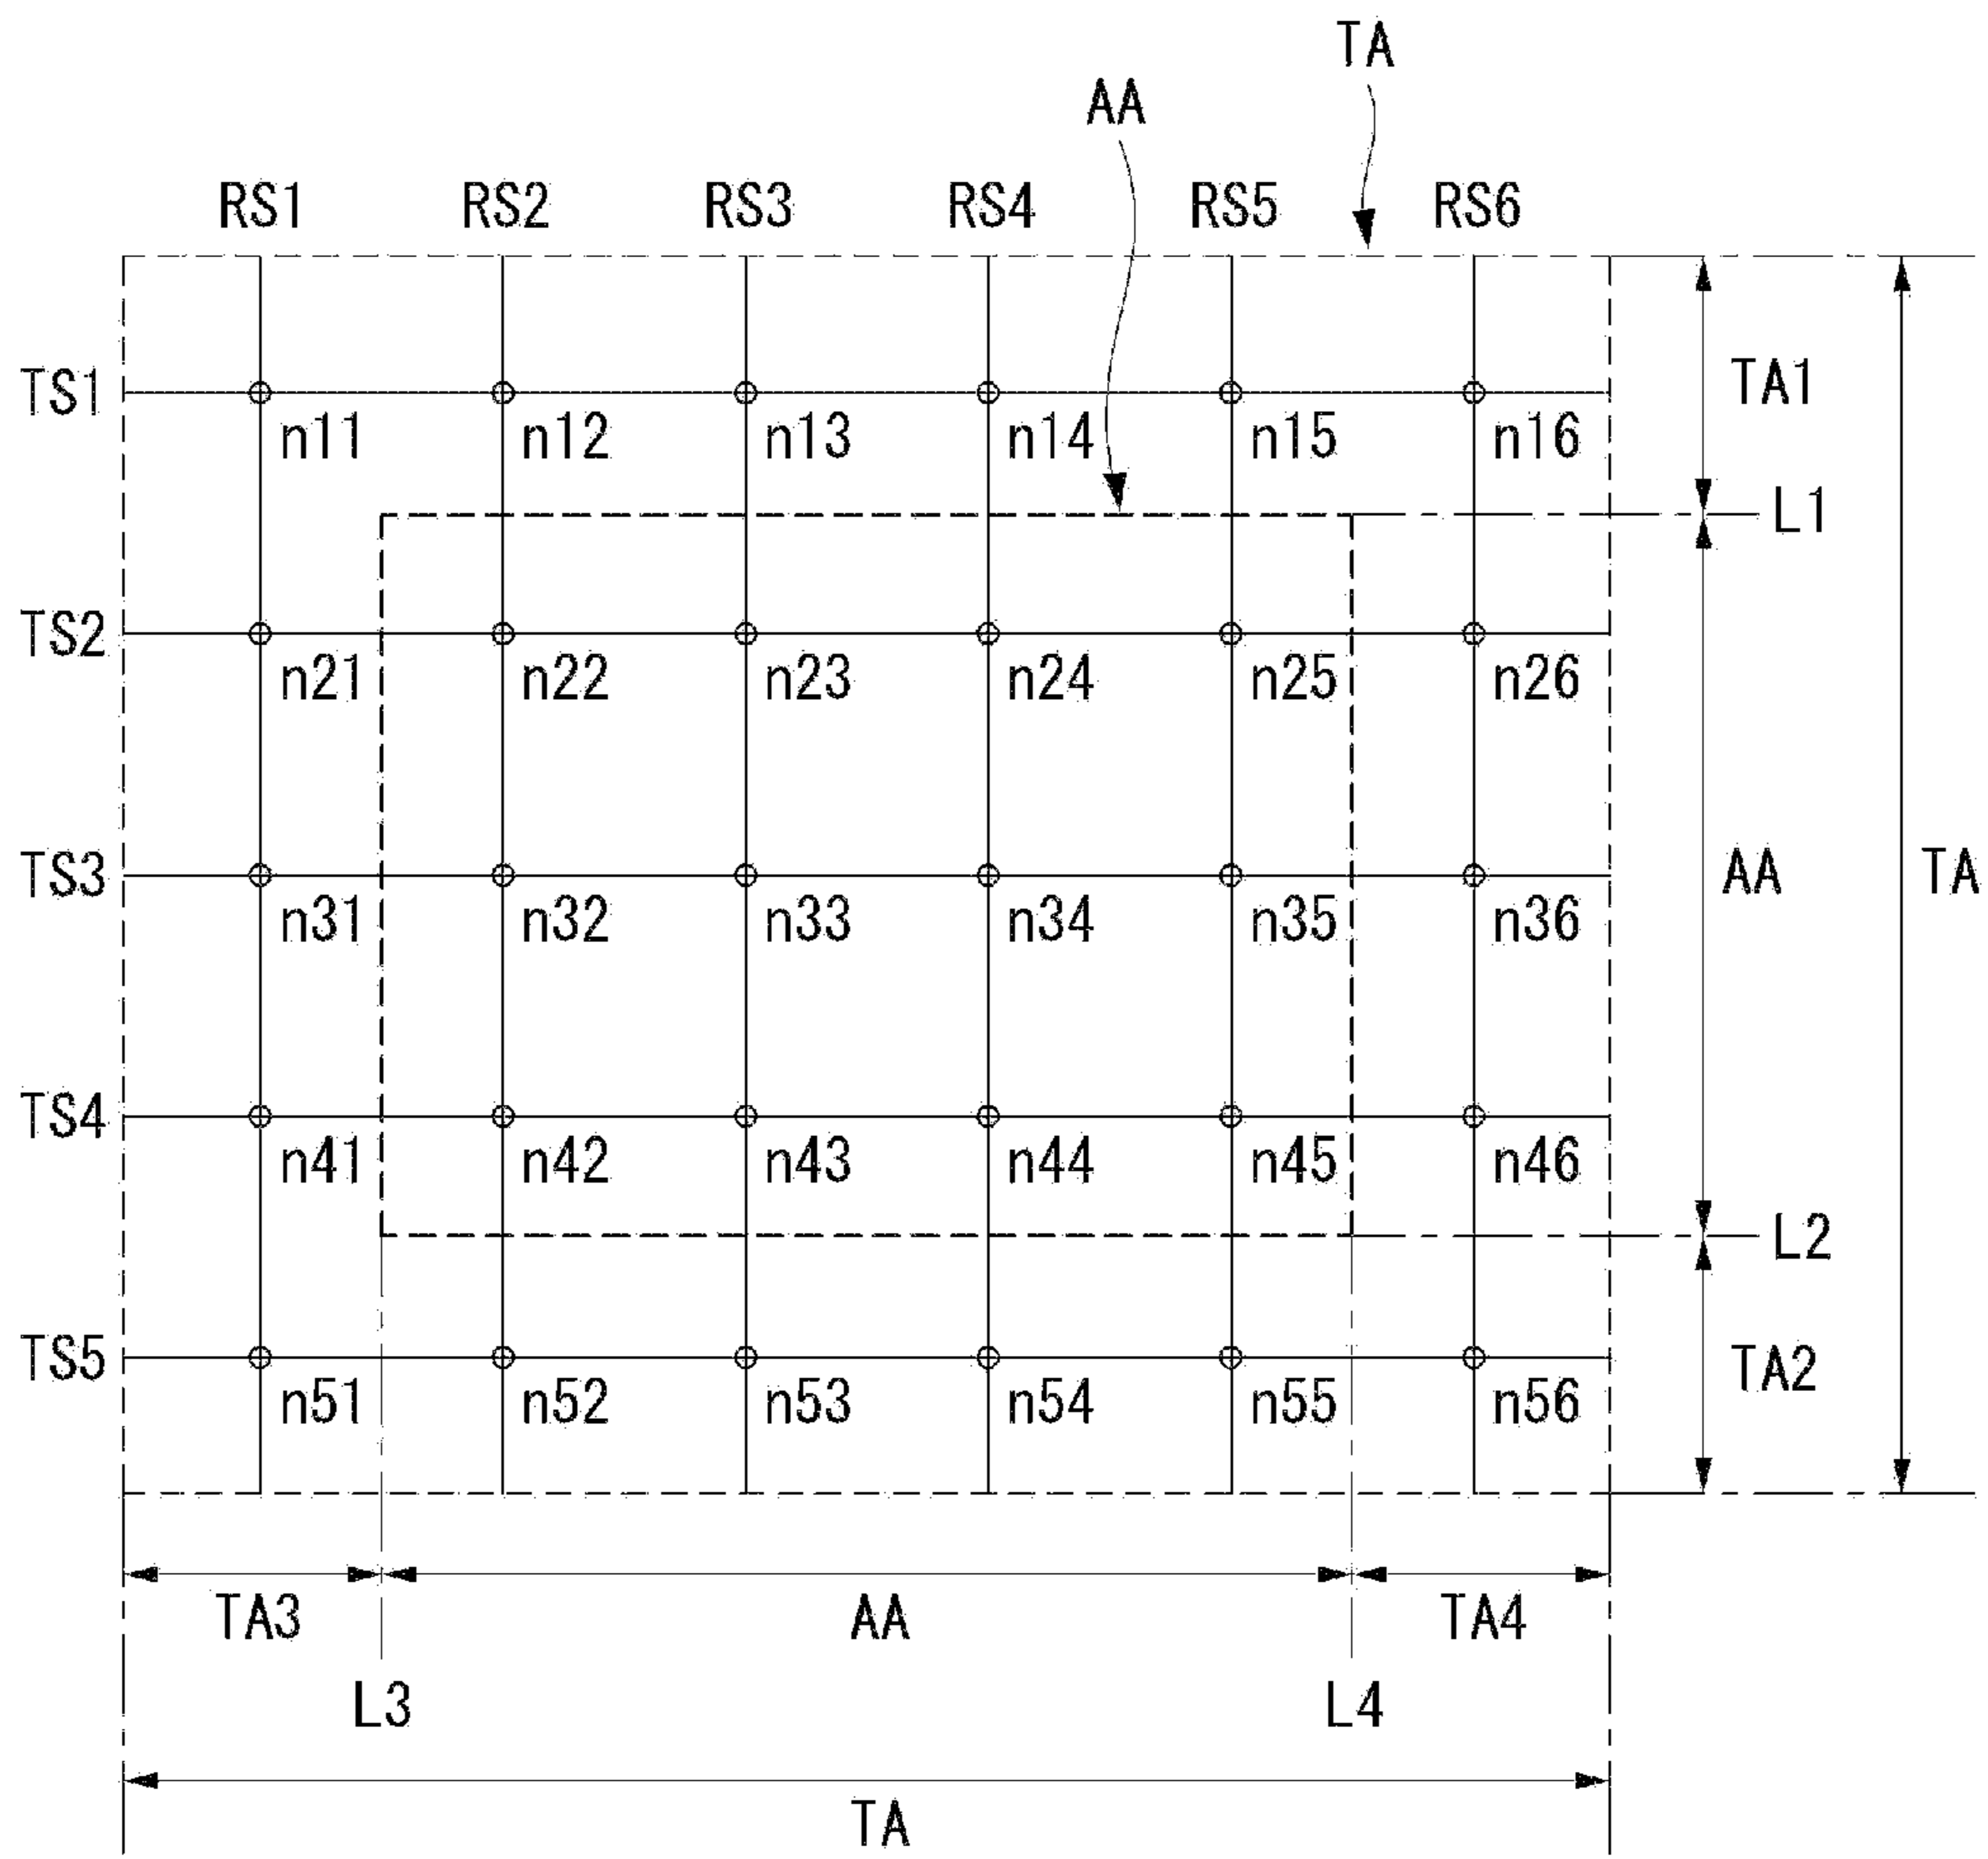 TA
AA
RS1 RS2 RS3 RS4 RS5 RS6
TS1 TA1
n11 n12 n13 n14 n15 n16
L1
TS2
n21 n22 n23 n24 n25 n26
TS3 AA TA
n31 n32 n33 n34 n35 n36
TS4
n41 n42 n43 n44 n45 n46
L2
TS5 TA2
n51 n52 n53 n54 n55 n56
TA3 AA TA4
L3 L4
TA